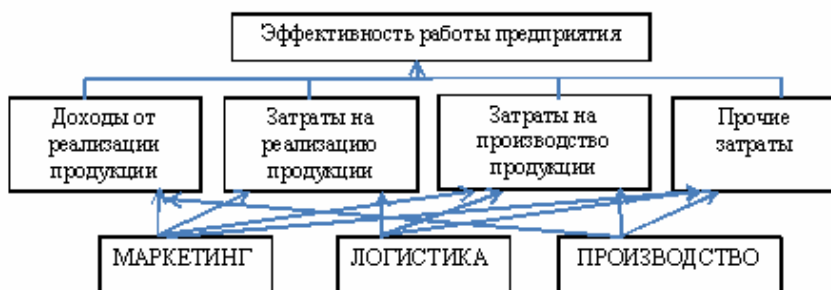 Эффективность работы предприятия
Доходы от
реализации
продукции
Затраты на
реализацию
продукции
Затраты на
производство
продукции
Прочие
затраты
МАРКЕТИНГ
ЛОГИСТИКА
ПРОИЗВОДСТВО